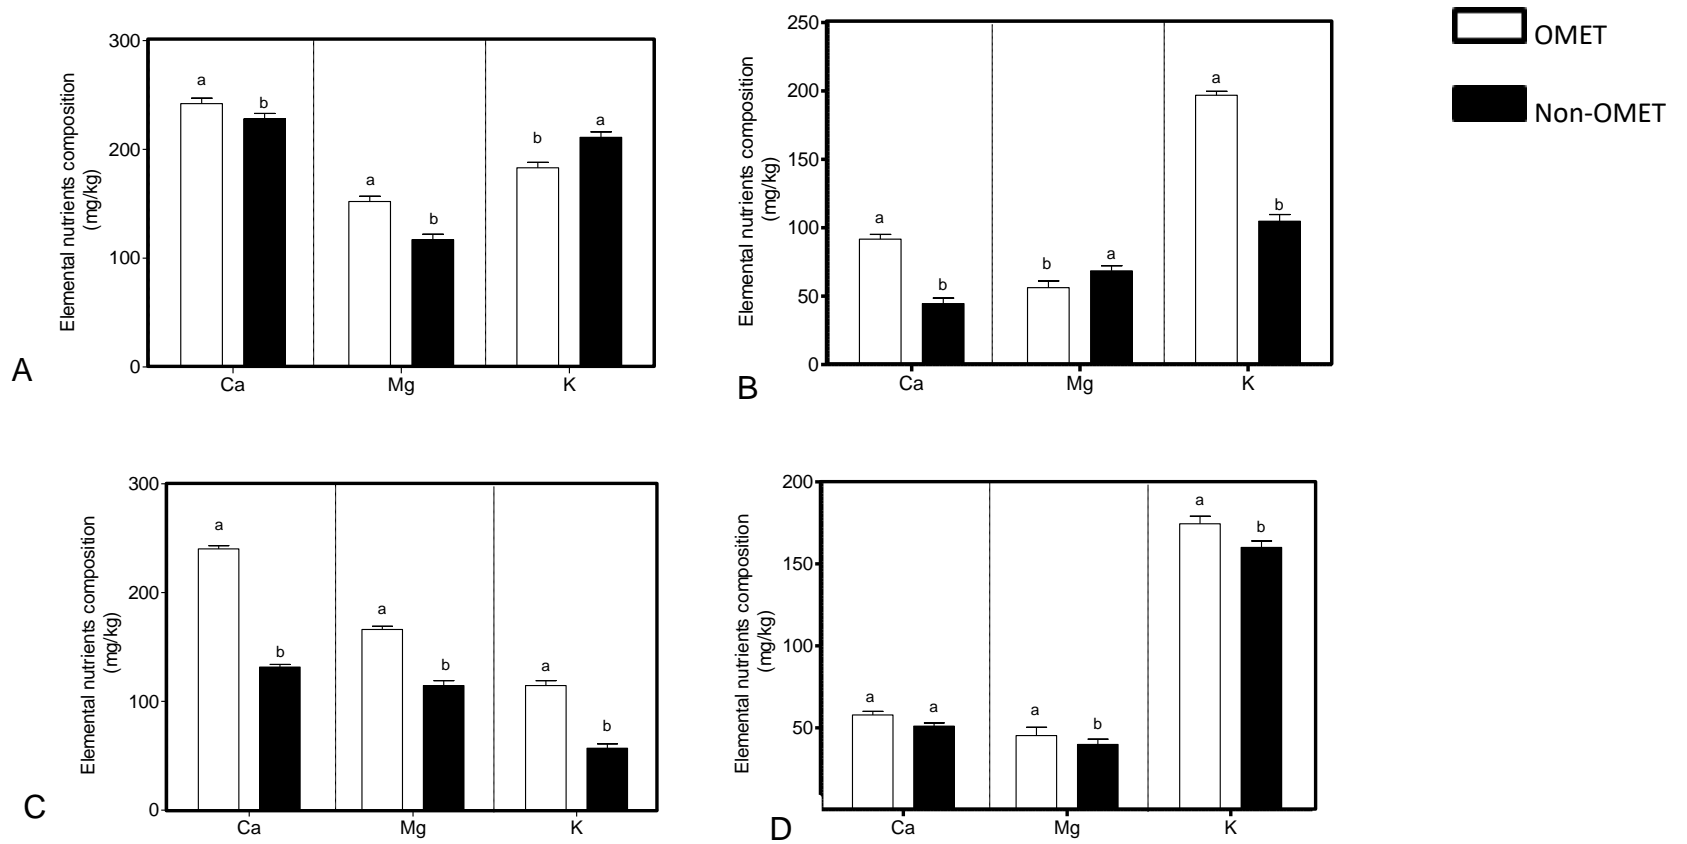 OMET
Non-OMET
Elemental nutrients composition
(mg/kg)
300
200
100
0
a
b
a
b
b
a
Ca
Mg
K
A
Elemental nutrients composition
(mg/kg)
250
200
150
100
50
0
a
b
b
a
a
b
Ca
Mg
K
B
Elemental nutrients composition
(mg/kg)
300
200
100
0
a
b
a
b
a
b
Ca
Mg
K
C
Elemental nutrients composition
(mg/kg)
200
150
100
50
a
a
a
b
a
b
Ca
Mg
K
D